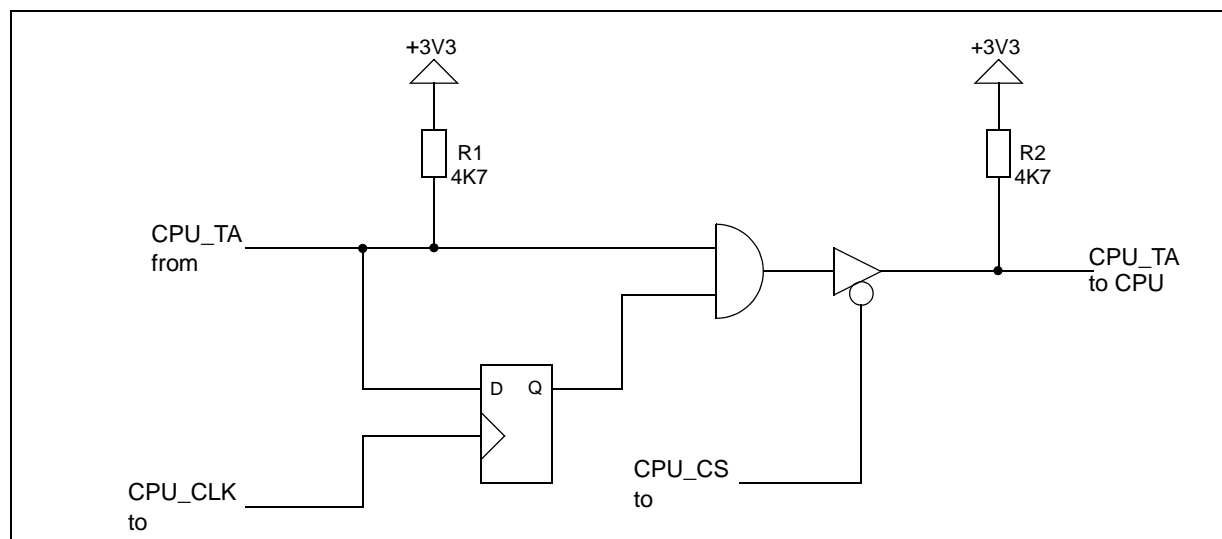 +3V3
+3V3
R1
4K7
R2
4K7
CPU_TA
from
CPU_TA
to CPU
D Q
CPU_CS
to
CPU_CLK
to